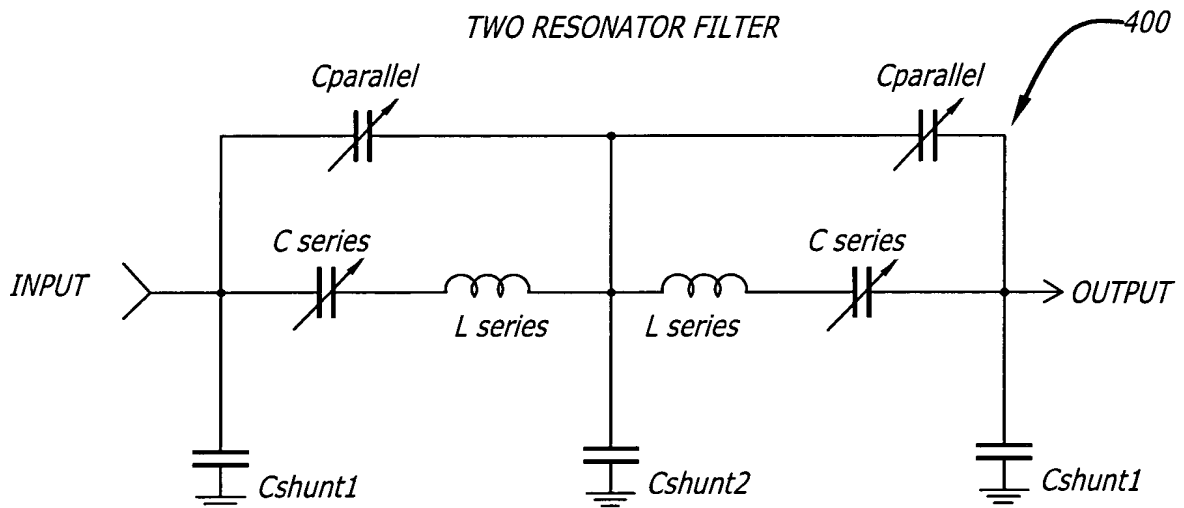 TWO RESONATOR FILTER
400
Cparallel
Cparallel
C series
C series
INPUT
OUTPUT
L series
L series
Cshunt1
Cshunt2
Cshunt1